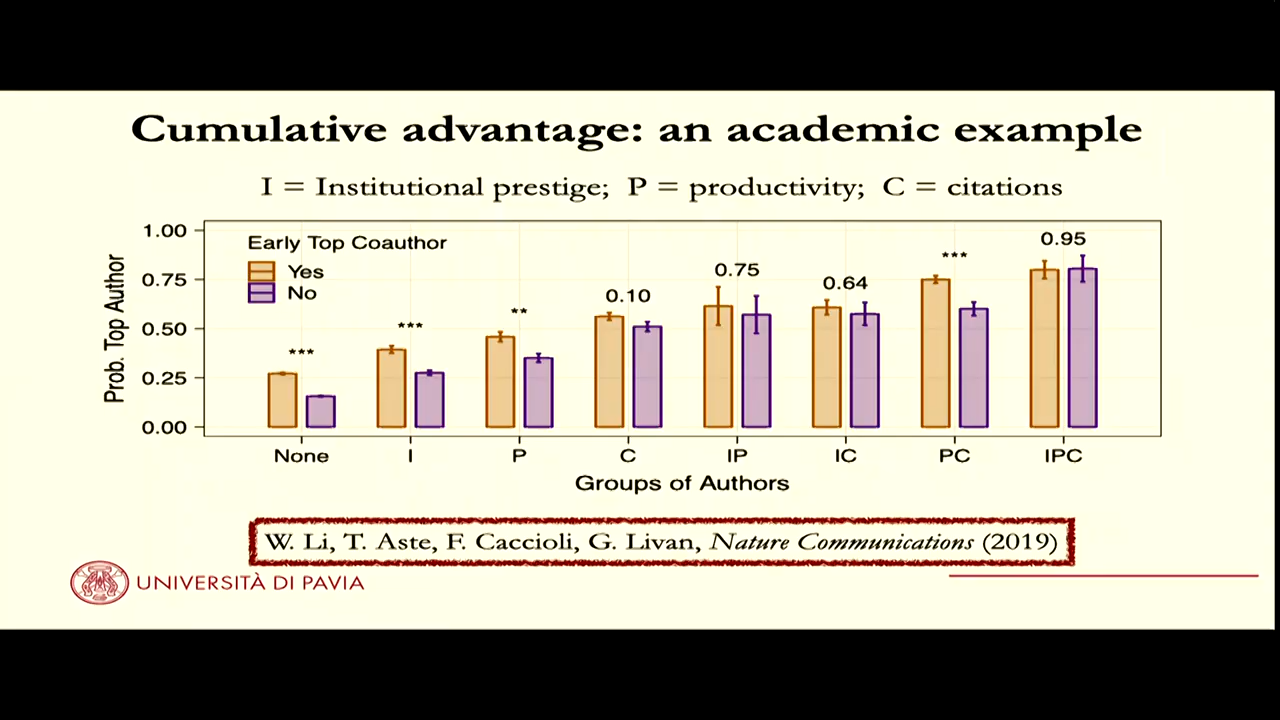 Cumulative advantage: an academic example
I = Institutional prestige; P = productivity; C = citations
Prob. Top Author
1.00
0.75
0.50
0.25
0.00
Early Top Coauthor
Yes
No
***
***
**
0.10
0.75
0.64
***
0.95
None
I
P
C
IP
IC
PC
IPC
Groups of Authors
W. Li, T. Aste, F. Caccioli, G. Livan, Nature Communications (2019)
UNIVERSITÀ DI PAVIA